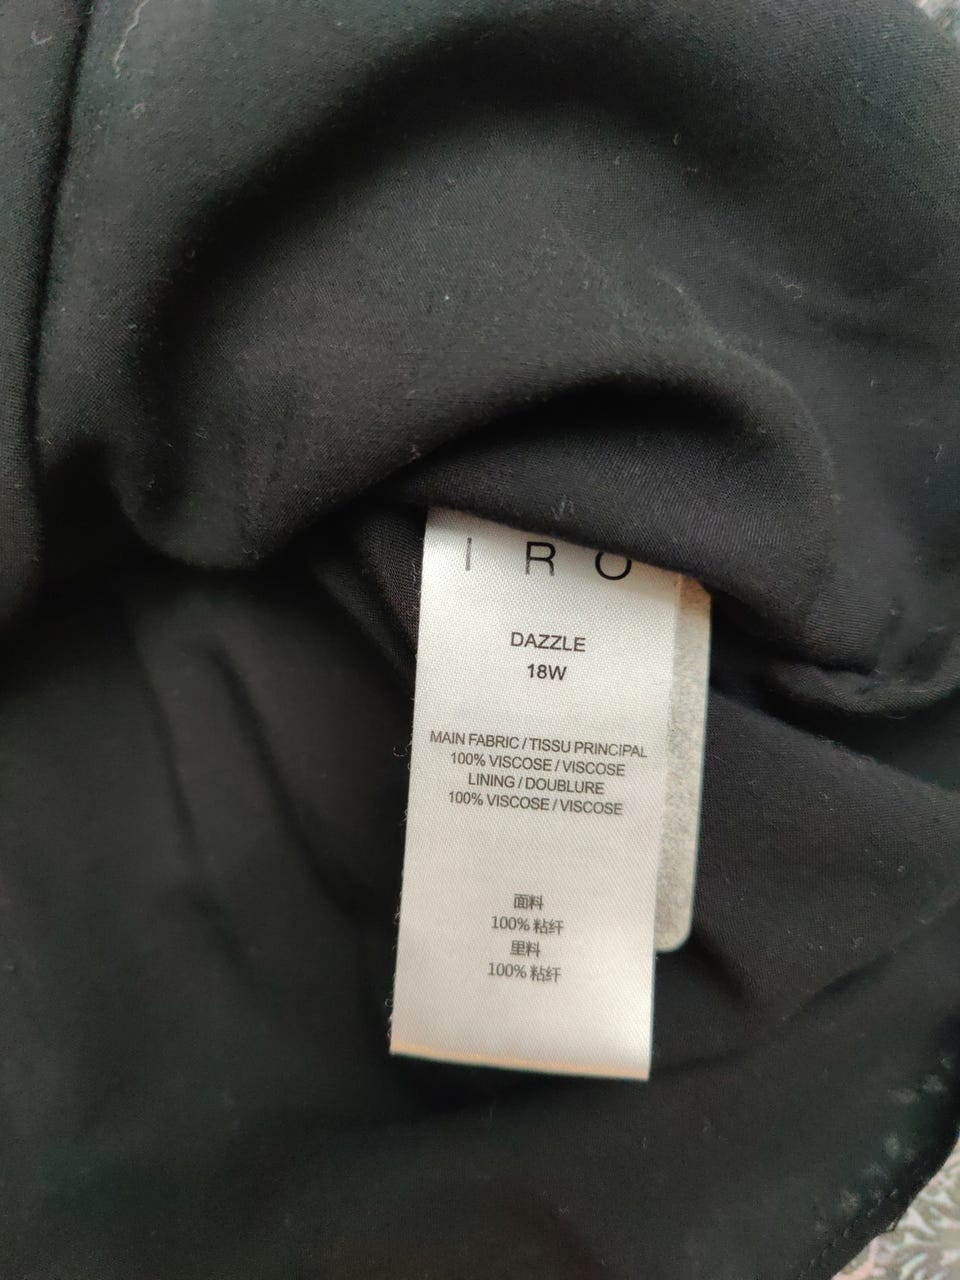 IRO
DAZZLE
18W
MAIN FABRIC / TISSU PRINCIPAL
100% VISCOSE / VISCOSE
LINING / DOUBLURE
100% VISCOSE / VISCOSE
面料
100% 粘纤
里料
100% 粘纤